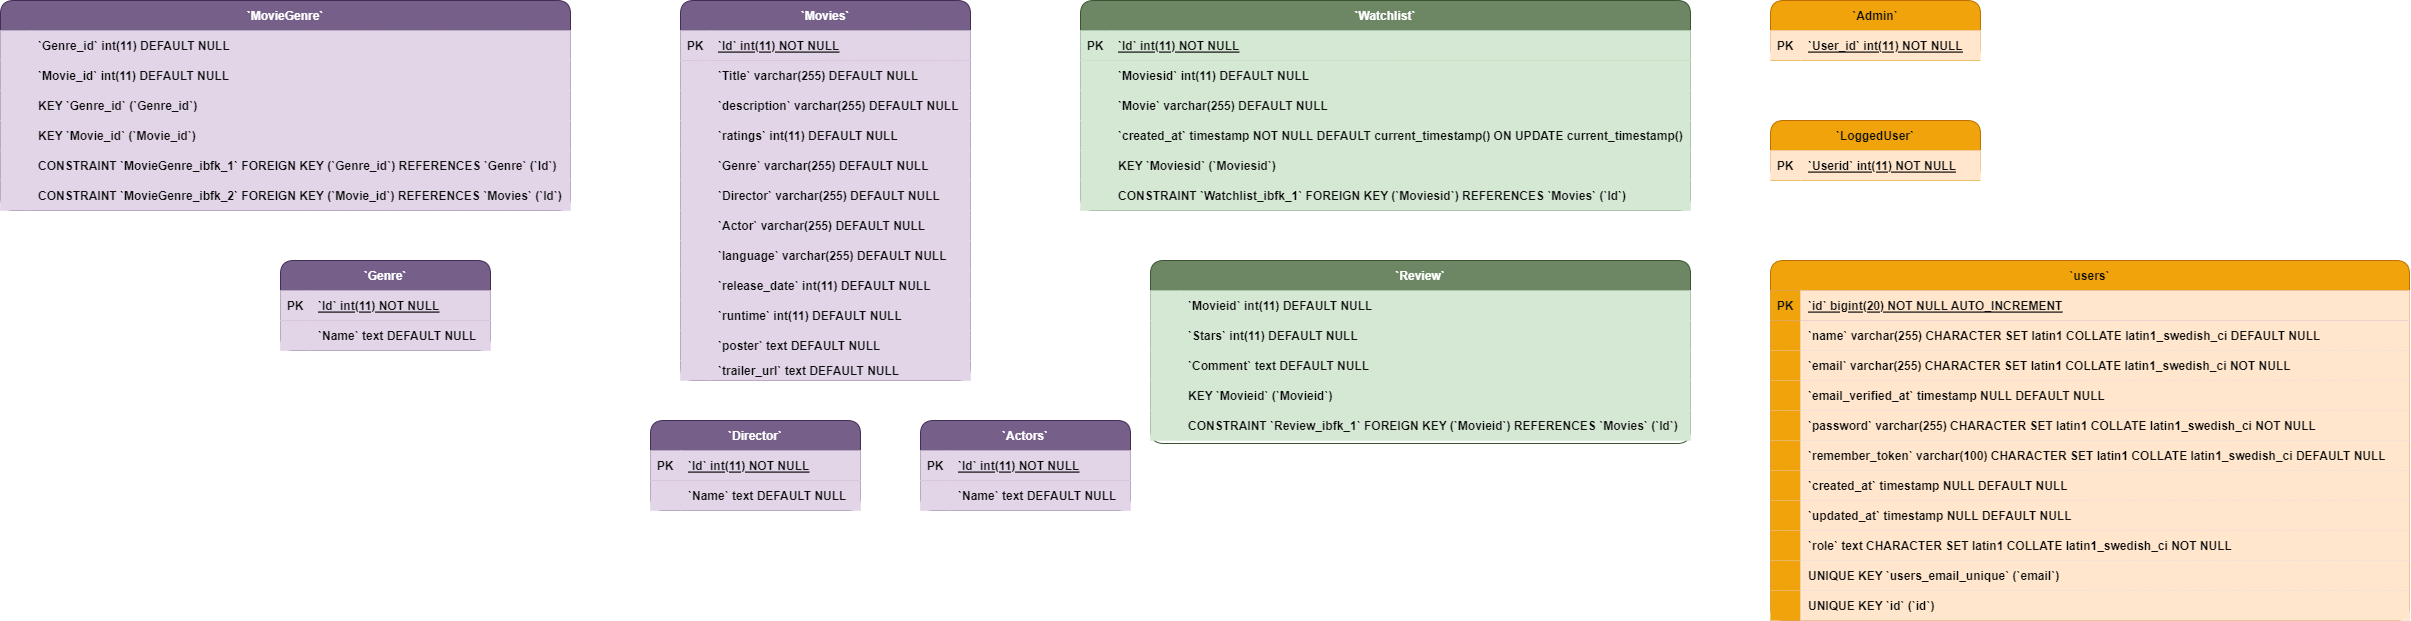 `MovieGenre`
`Genre_id` int(11) DEFAULT NULL
`Movie_id` int(11) DEFAULT NULL
KEY `Genre_id` (`Genre_id`)
KEY `Movie_id` (`Movie_id`)
CONSTRAINT `MovieGenre_ibfk_1` FOREIGN KEY (`Genre_id`) REFERENCES `Genre` (`Id`)
CONSTRAINT `MovieGenre_ibfk_2` FOREIGN KEY (`Movie_id`) REFERENCES `Movies` (`Id`)
`Genre`
PK `Id` int(11) NOT NULL
`Name` text DEFAULT NULL
`Movies`
PK `Id` int(11) NOT NULL
`Title` varchar(255) DEFAULT NULL
`description` varchar(255) DEFAULT NULL
`ratings` int(11) DEFAULT NULL
`Genre` varchar(255) DEFAULT NULL
`Director` varchar(255) DEFAULT NULL
`Actor` varchar(255) DEFAULT NULL
`language` varchar(255) DEFAULT NULL
`release_date` int(11) DEFAULT NULL
`runtime` int(11) DEFAULT NULL
`poster` text DEFAULT NULL
`trailer_url` text DEFAULT NULL
`Director`
PK `Id` int(11) NOT NULL
`Name` text DEFAULT NULL
`Actors`
PK `Id` int(11) NOT NULL
`Name` text DEFAULT NULL
`Watchlist`
PK `Id` int(11) NOT NULL
`Moviesid` int(11) DEFAULT NULL
`Movie` varchar(255) DEFAULT NULL
`created_at` timestamp NOT NULL DEFAULT current_timestamp() ON UPDATE current_timestamp()
KEY `Moviesid` (`Moviesid`)
CONSTRAINT `Watchlist_ibfk_1` FOREIGN KEY (`Moviesid`) REFERENCES `Movies` (`Id`)
`Review`
`Movieid` int(11) DEFAULT NULL
`Stars` int(11) DEFAULT NULL
`Comment` text DEFAULT NULL
KEY `Movieid` (`Movieid`)
CONSTRAINT `Review_ibfk_1` FOREIGN KEY (`Movieid`) REFERENCES `Movies` (`Id`)
`Admin`
PK `User_id` int(11) NOT NULL
`LoggedUser`
PK `Userid` int(11) NOT NULL
`users`
PK `id` bigint(20) NOT NULL AUTO_INCREMENT
`name` varchar(255) CHARACTER SET latin1 COLLATE latin1_swedish_ci DEFAULT NULL
`email` varchar(255) CHARACTER SET latin1 COLLATE latin1_swedish_ci NOT NULL
`email_verified_at` timestamp NULL DEFAULT NULL
`password` varchar(255) CHARACTER SET latin1 COLLATE latin1_swedish_ci NOT NULL
`remember_token` varchar(100) CHARACTER SET latin1 COLLATE latin1_swedish_ci DEFAULT NULL
`created_at` timestamp NULL DEFAULT NULL
`updated_at` timestamp NULL DEFAULT NULL
`role` text CHARACTER SET latin1 COLLATE latin1_swedish_ci NOT NULL
UNIQUE KEY `users_email_unique` (`email`)
UNIQUE KEY `id` (`id`)